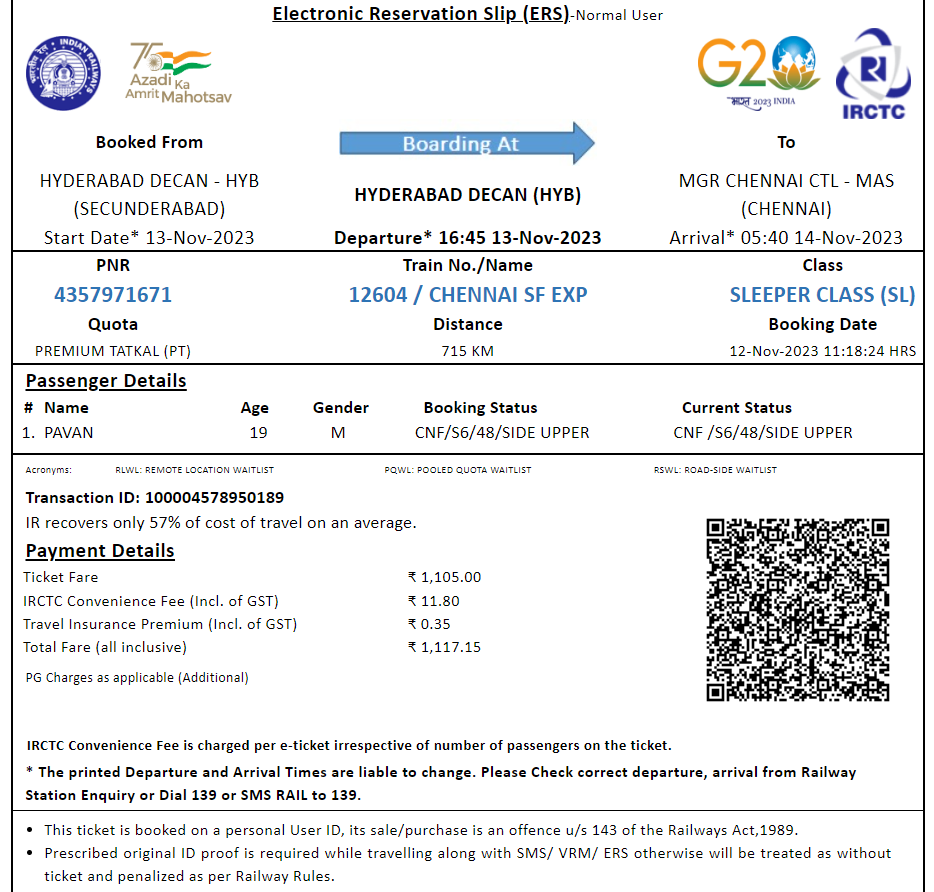 Electronic Reservation Slip (ERS)-Normal User
INDIAN RAILWAYS
75
Azadi Ka
Amrit Mahotsav
G20
भारत 2023 INDIA
IRCTC
Booked From
Boarding At
To
HYDERABAD DECAN - HYB
(SECUNDERABAD)
HYDERABAD DECAN (HYB)
MGR CHENNAI CTL - MAS
(CHENNAI)
Start Date* 13-Nov-2023
Departure* 16:45 13-Nov-2023
Arrival* 05:40 14-Nov-2023
PNR
Train No./Name
Class
4357971671
12604 / CHENNAI SF EXP
SLEEPER CLASS (SL)
Quota
Distance
Booking Date
PREMIUM TATKAL (PT)
715 KM
12-Nov-2023 11:18:24 HRS
Passenger Details
# Name Age Gender Booking Status Current Status
1. PAVAN 19 M CNF/S6/48/SIDE UPPER CNF /S6/48/SIDE UPPER
Acronyms: RLWL: REMOTE LOCATION WAITLIST PQWL: POOLED QUOTA WAITLIST RSWL: ROAD-SIDE WAITLIST
Transaction ID: 100004578950189
IR recovers only 57% of cost of travel on an average.
Payment Details
Ticket Fare ₹ 1,105.00
IRCTC Convenience Fee (Incl. of GST) ₹ 11.80
Travel Insurance Premium (Incl. of GST) ₹ 0.35
Total Fare (all inclusive) ₹ 1,117.15
PG Charges as applicable (Additional)
IRCTC Convenience Fee is charged per e-ticket irrespective of number of passengers on the ticket.
* The printed Departure and Arrival Times are liable to change. Please Check correct departure, arrival from Railway
Station Enquiry or Dial 139 or SMS RAIL to 139.
• This ticket is booked on a personal User ID, its sale/purchase is an offence u/s 143 of the Railways Act,1989.
• Prescribed original ID proof is required while travelling along with SMS/ VRM/ ERS otherwise will be treated as without
ticket and penalized as per Railway Rules.